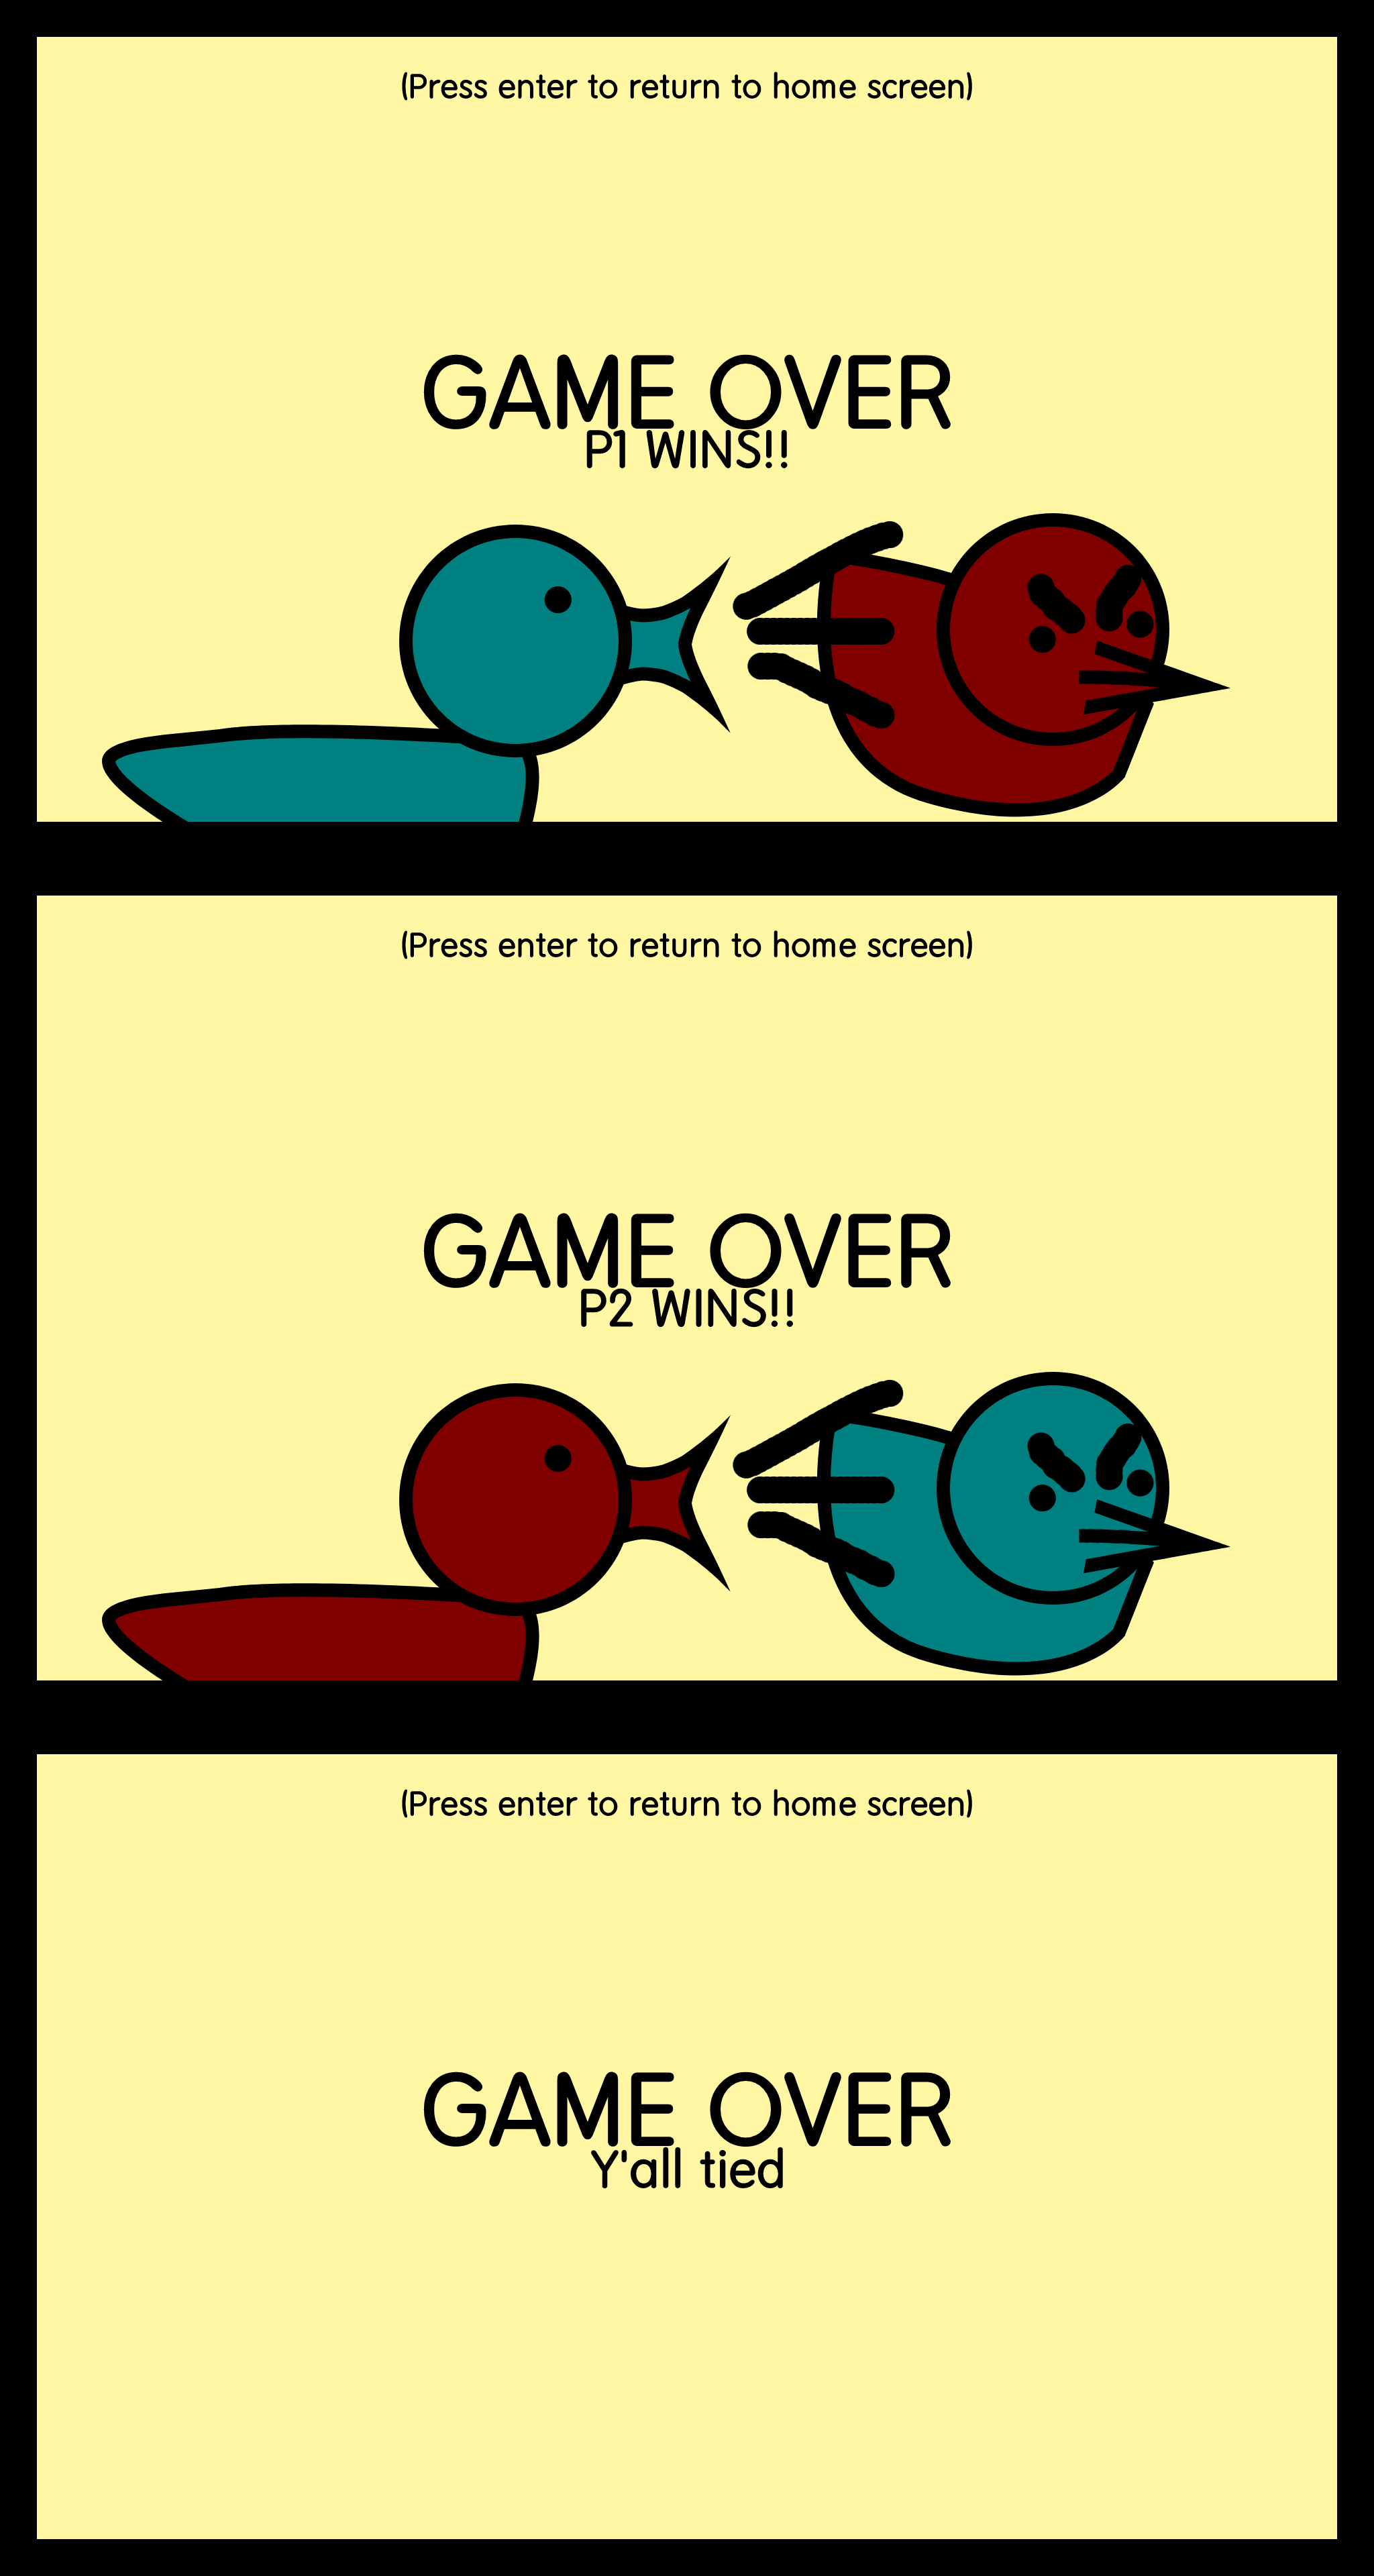 (Press enter to return to home screen)
GAME OVER
P1 WINS!!
(Press enter to return to home screen)
GAME OVER
P2 WINS!!
(Press enter to return to home screen)
GAME OVER
Y'all tied